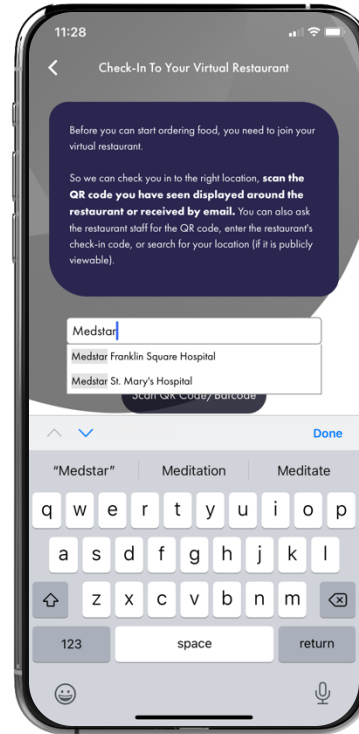 11:28
Check-In To Your Virtual Restaurant
Before you can start ordering food, you need to join your
virtual restaurant.
So we can check you in to the right location, scan the
QR code you have seen displayed around the
restaurant or received by email. You can also ask
the restaurant staff for the QR code, enter the restaurant's
check-in code, or search for your location (if it is publicly
viewable).
Medstar
Medstar Franklin Square Hospital
Medstar St. Mary's Hospital
Scan QR Code/Barcode
Done
“Medstar” Meditation Meditate
q w e r t y u i o p
a s d f g h j k l
z x c v b n m
123 space return